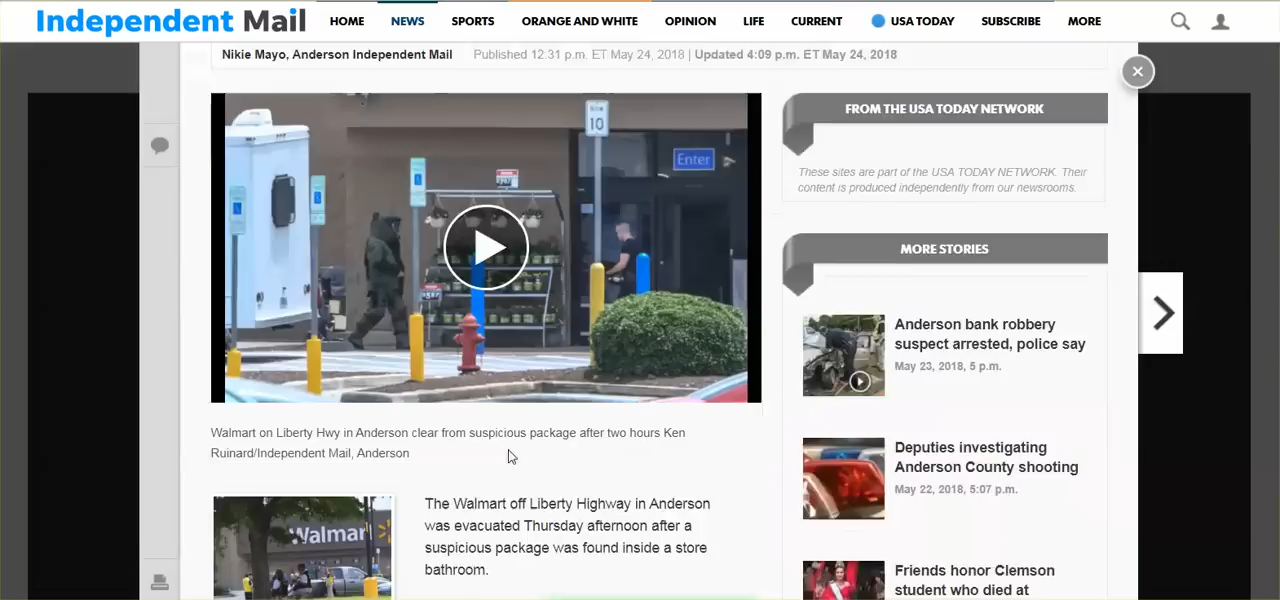 Independent Mail
HOME NEWS SPORTS ORANGE AND WHITE OPINION LIFE CURRENT USA TODAY SUBSCRIBE MORE
Nikie Mayo, Anderson Independent Mail Published 12:31 p.m. ET May 24, 2018 | Updated 4:09 p.m. ET May 24, 2018
10
Enter
Walmart on Liberty Hwy in Anderson clear from suspicious package after two hours Ken
Ruinard/Independent Mail, Anderson
Walmart
The Walmart off Liberty Highway in Anderson
was evacuated Thursday afternoon after a
suspicious package was found inside a store
bathroom.
FROM THE USA TODAY NETWORK
These sites are part of the USA TODAY NETWORK. Their
content is produced independently from our newsrooms.
MORE STORIES
Anderson bank robbery
suspect arrested, police say
May 23, 2018, 5 p.m.
Deputies investigating
Anderson County shooting
May 22, 2018, 5:07 p.m.
Friends honor Clemson
student who died at